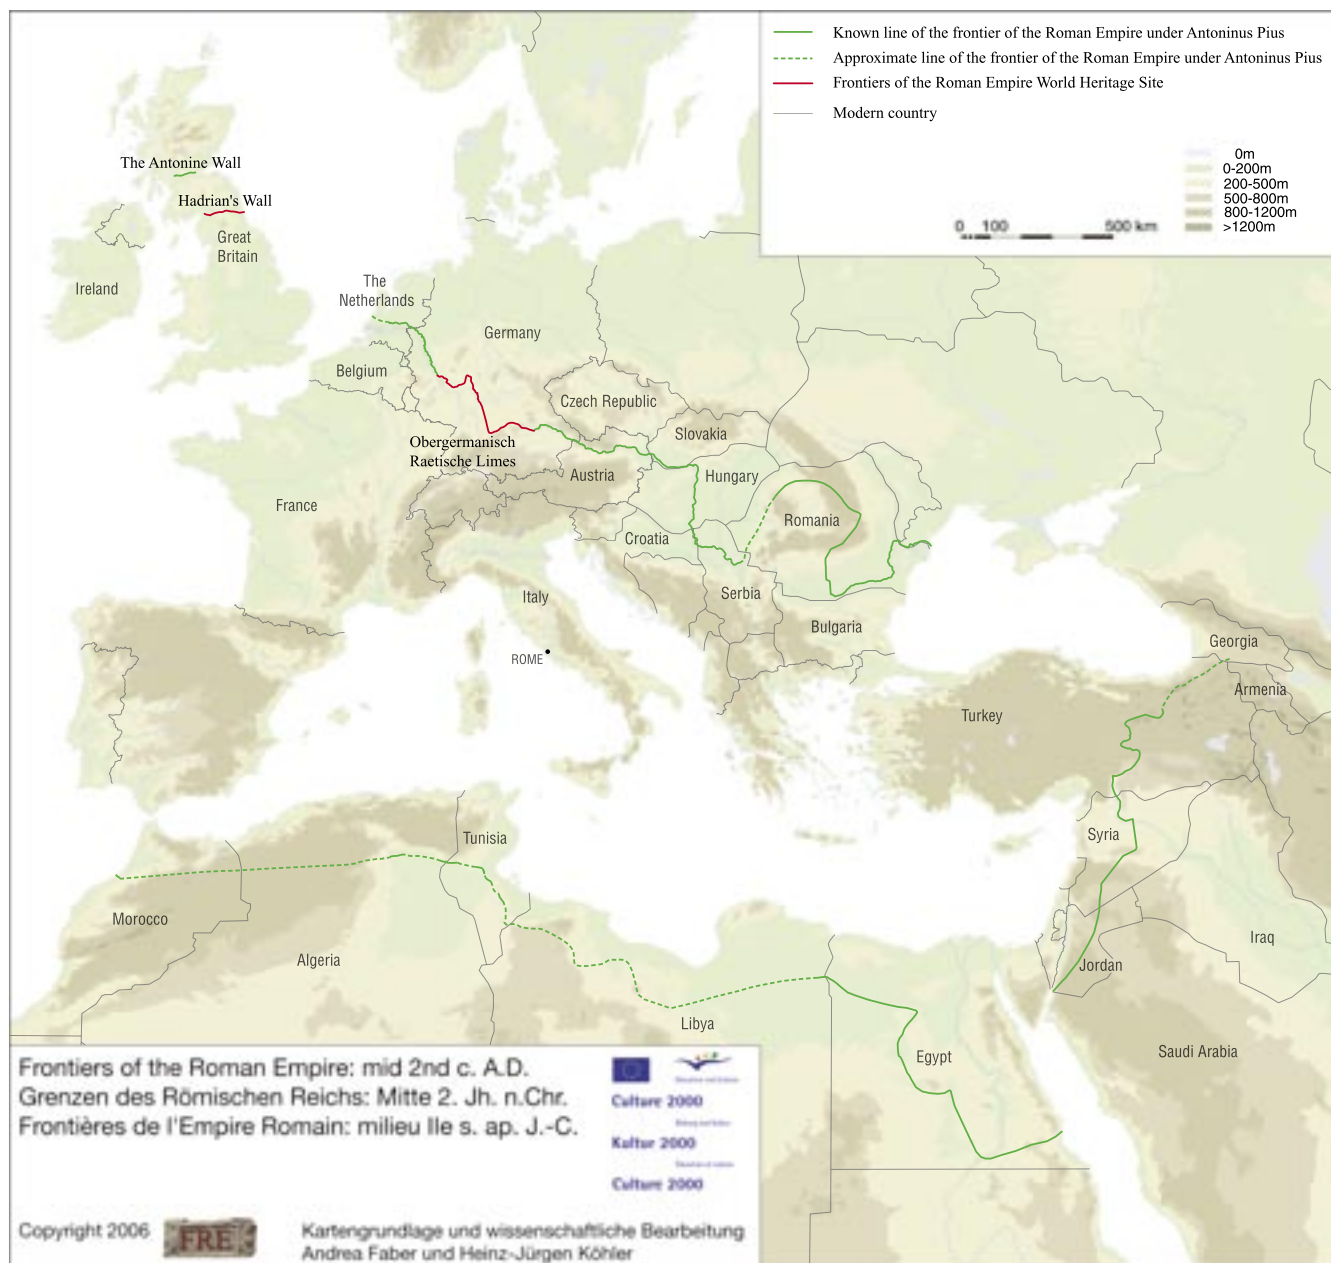 Known line of the frontier of the Roman Empire under Antoninus Pius
Approximate line of the frontier of the Roman Empire under Antoninus Pius
Frontiers of the Roman Empire World Heritage Site
Modern country
0m
0-200m
200-500m
500-800m
800-1200m
>1200m
0 100 500 km
The Antonine Wall
Hadrian's Wall
Great
Britain
Ireland
The
Netherlands
Germany
Belgium
Czech Republic
Slovakia
Obergermanisch
Raetische Limes
Austria
Hungary
France
Romania
Croatia
Italy
Serbia
Bulgaria
ROME
Georgia
Armenia
Turkey
Syria
Tunisia
Morocco
Algeria
Iraq
Jordan
Libya
Egypt
Saudi Arabia
Frontiers of the Roman Empire: mid 2nd c. A.D.
Grenzen des Römischen Reichs: Mitte 2. Jh. n.Chr.
Frontières de l'Empire Romain: milieu IIe s. ap. J.-C.
Culture 2000
Kultur 2000
Culture 2000
Copyright 2006
FRE
Kartengrundlage und wissenschaftliche Bearbeitung
Andrea Faber und Heinz-Jürgen Köhler